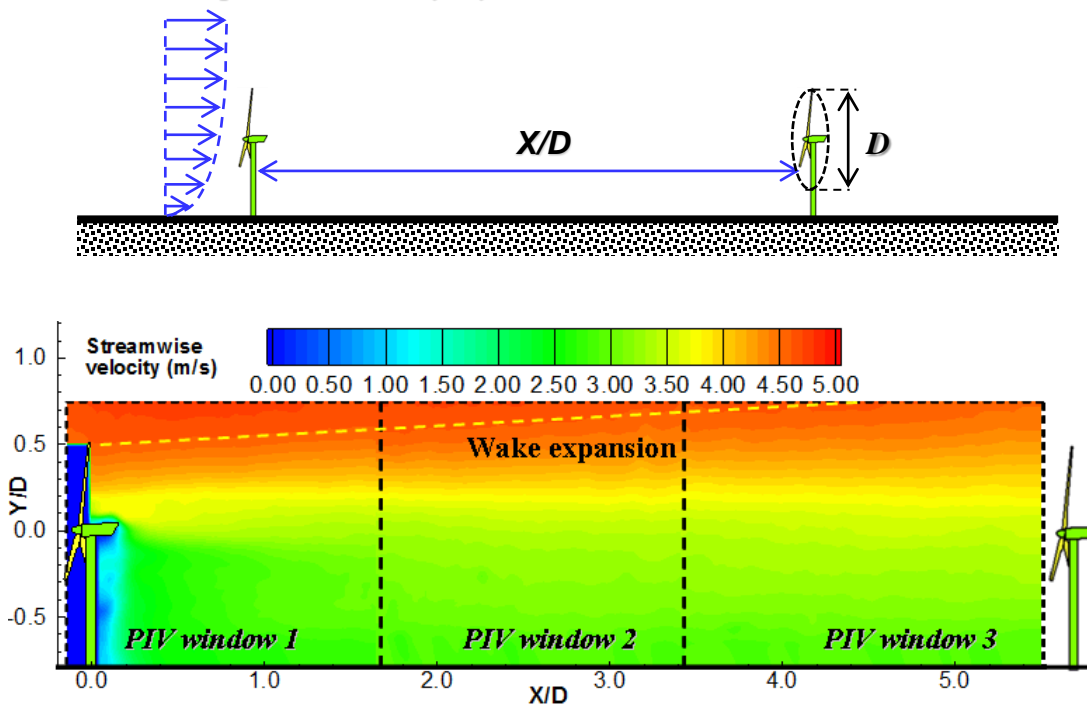 X/D
D
Streamwise
velocity (m/s)
0.00 0.50 1.00 1.50 2.00 2.50 3.00 3.50 4.00 4.50 5.00
1.0
0.5
0.0
-0.5
Y/D
Wake expansion
PIV window 1
PIV window 2
PIV window 3
0.0 1.0 2.0 3.0 4.0 5.0
X/D